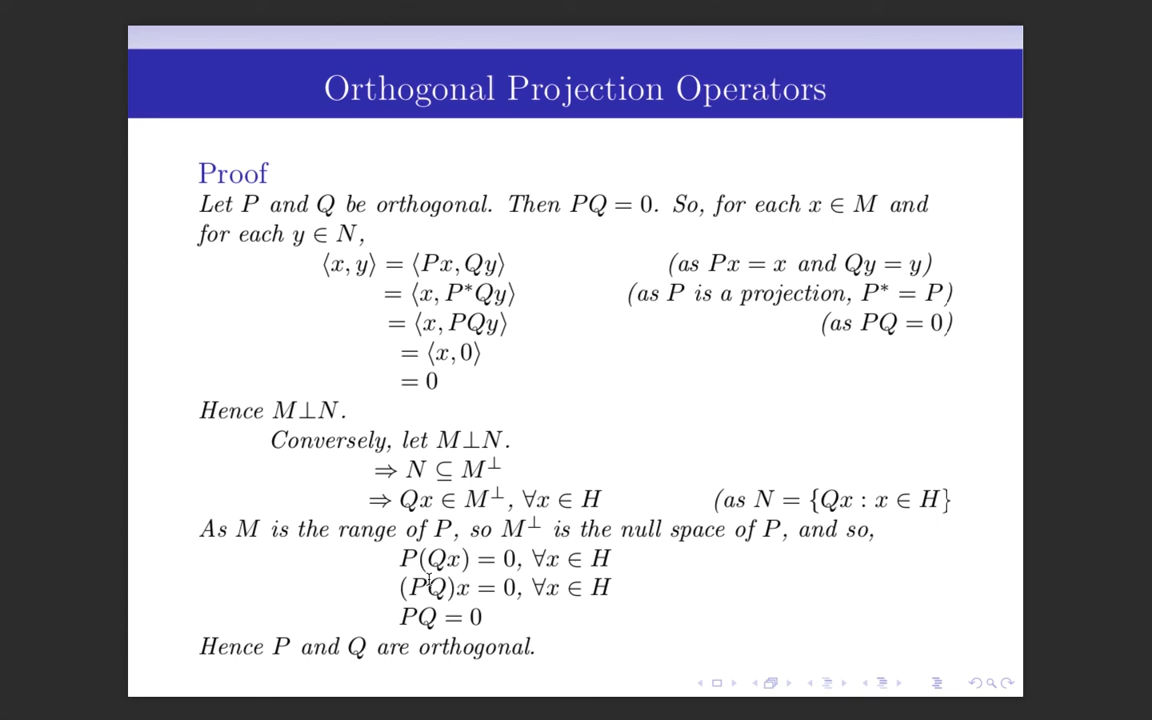 Orthogonal Projection Operators
Proof
Let P and Q be orthogonal. Then PQ = 0. So, for each x ∈ M and
for each y ∈ N,
⟨x, y⟩ = ⟨Px, Qy⟩ (as Px = x and Qy = y)
= ⟨x, P*Qy⟩ (as P is a projection, P* = P)
= ⟨x, PQy⟩ (as PQ = 0)
= ⟨x, 0⟩
= 0
Hence M⊥N.
Conversely, let M⊥N.
⇒ N ⊆ M^⊥
⇒ Qx ∈ M^⊥, ∀x ∈ H (as N = {Qx : x ∈ H}
As M is the range of P, so M^⊥ is the null space of P, and so,
P(Qx) = 0, ∀x ∈ H
(PQ)x = 0, ∀x ∈ H
PQ = 0
Hence P and Q are orthogonal.